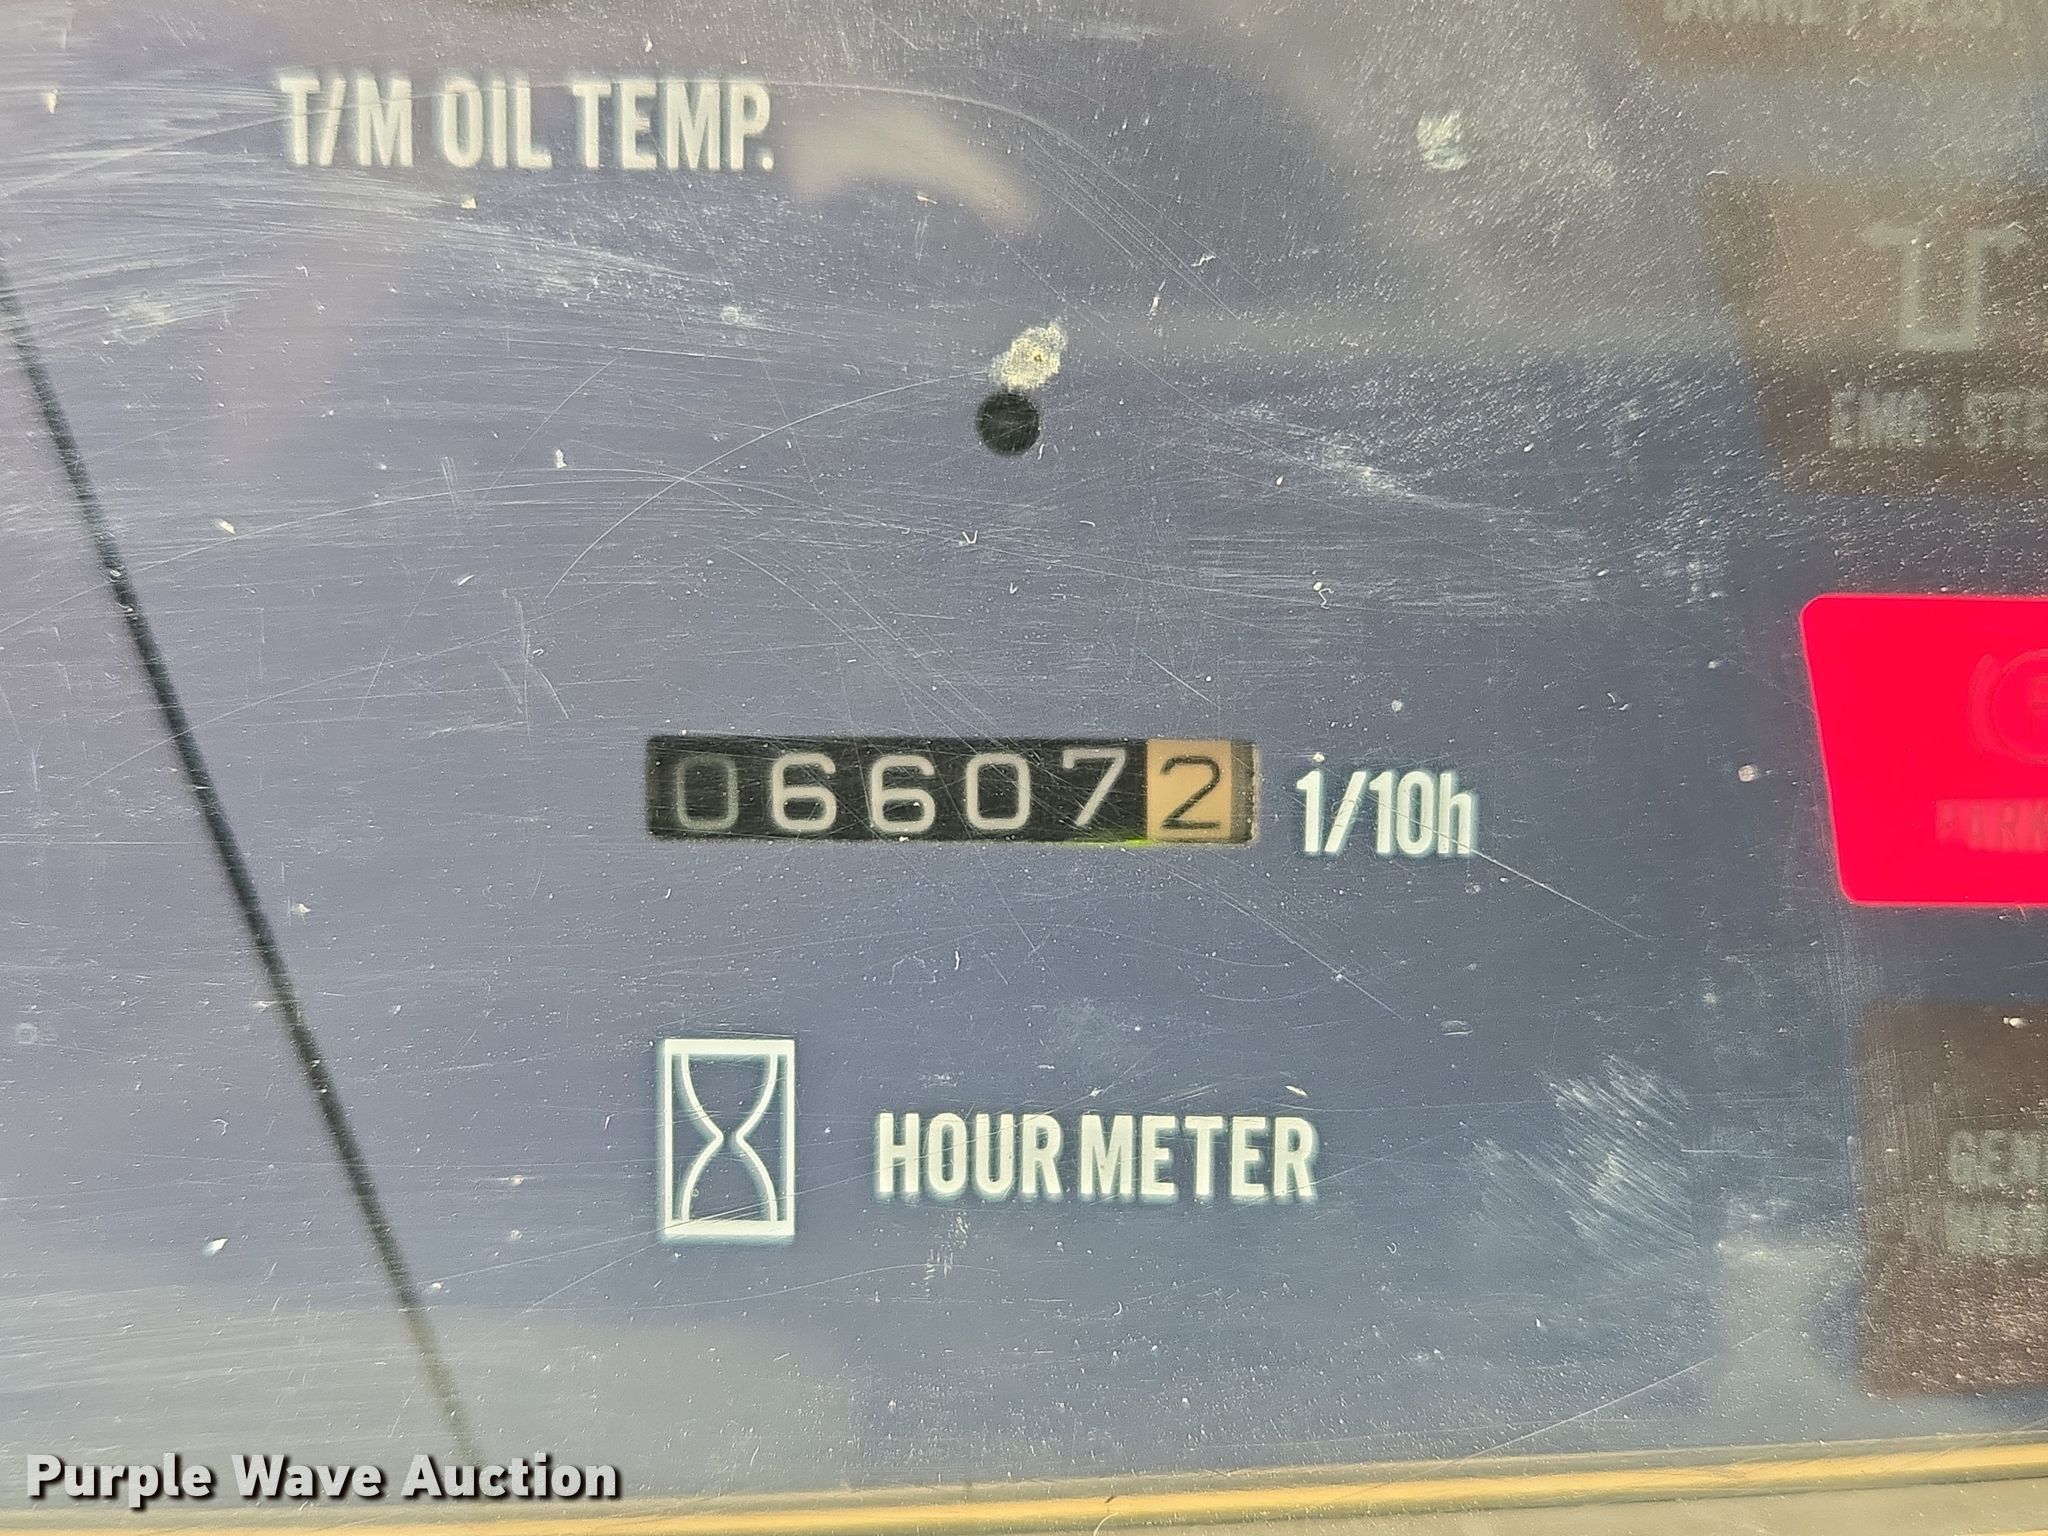 T/M OIL TEMP.
066072
1/10h
HOUR METER
Purple Wave Auction